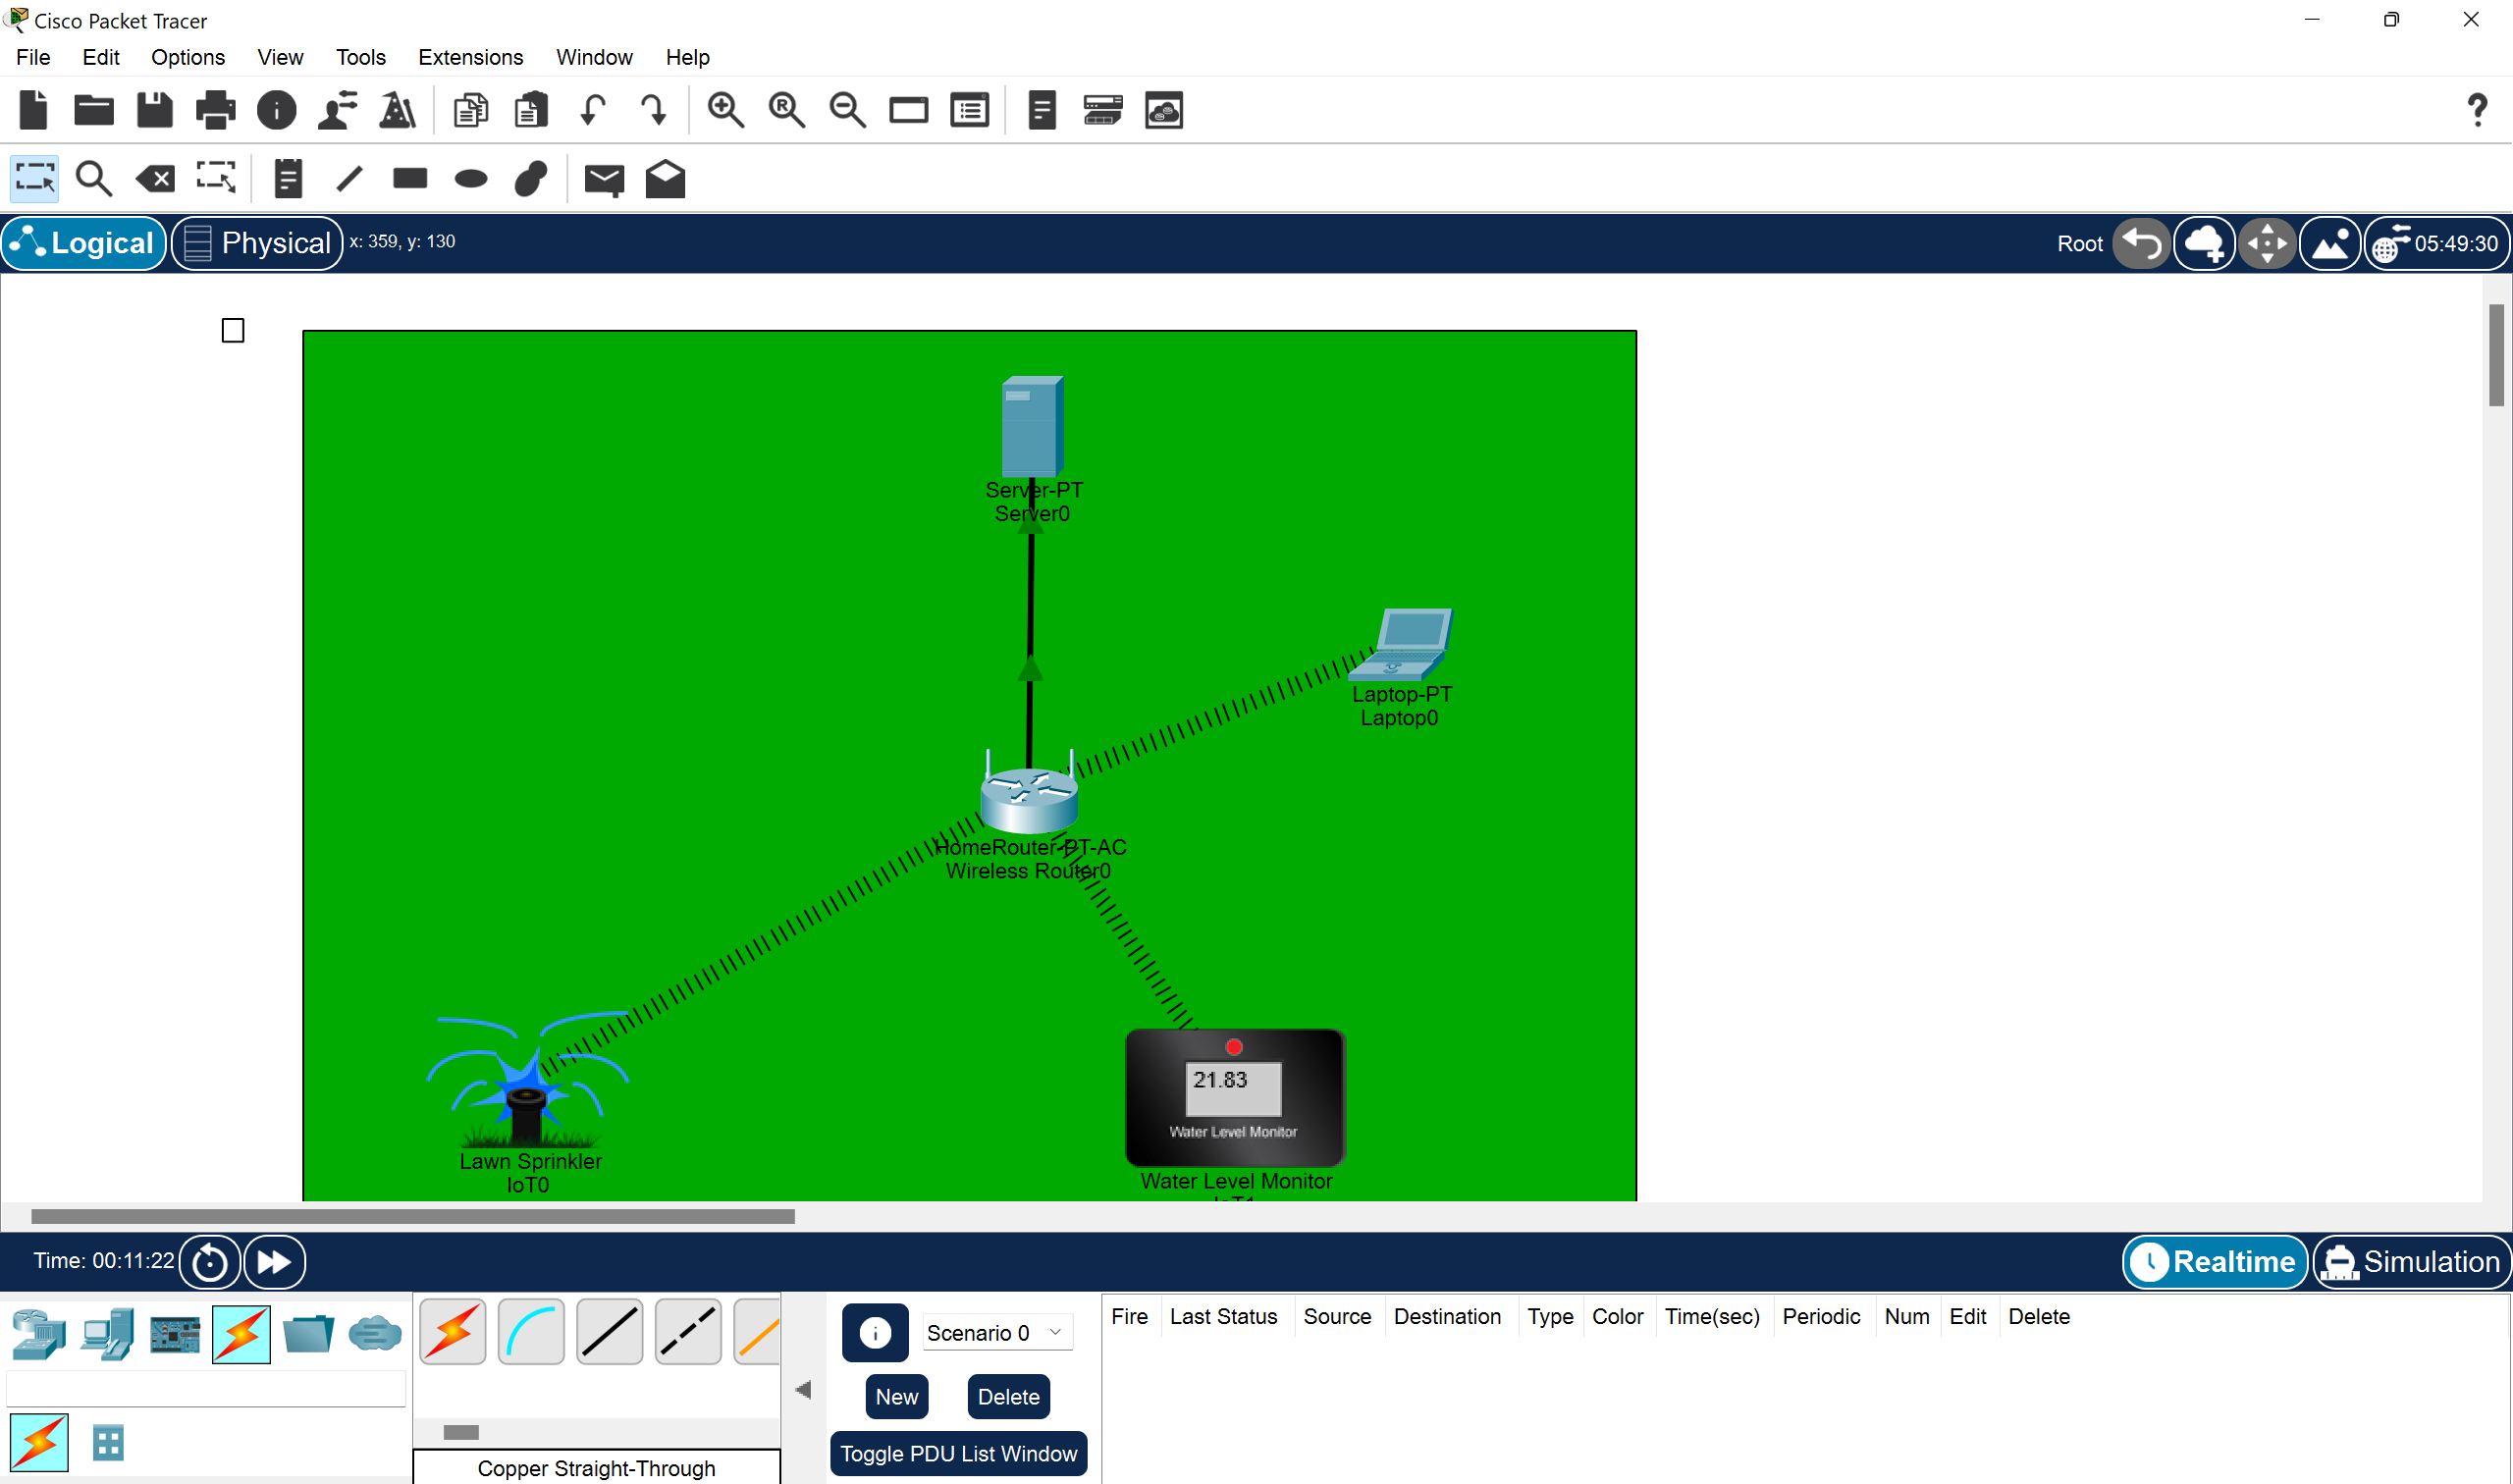 Cisco Packet Tracer
File Edit Options View Tools Extensions Window Help
Logical Physical x: 359, y: 130 Root 05:49:30
Server-PT
Server0
Laptop-PT
Laptop0
HomeRouter-PT-AC
Wireless Router0
21.83
Water Level Monitor
Lawn Sprinkler
IoT0
Water Level Monitor
IoT1
Time: 00:11:22 Realtime Simulation
Scenario 0
Fire Last Status Source Destination Type Color Time(sec) Periodic Num Edit Delete
New Delete
Toggle PDU List Window
Copper Straight-Through